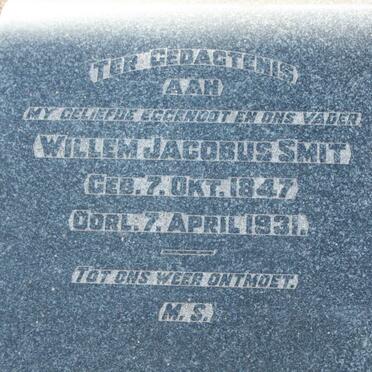 TER GEDAGTENIS
AAN
MY GELIEFDE EGGENOOT EN ONS VADER
WILLEM JACOBUS SMIT
GEB. 7. OKT. 1847
OORL. 7. APRIL 1931.
TOT ONS WEER ONTMOET.
M. S.